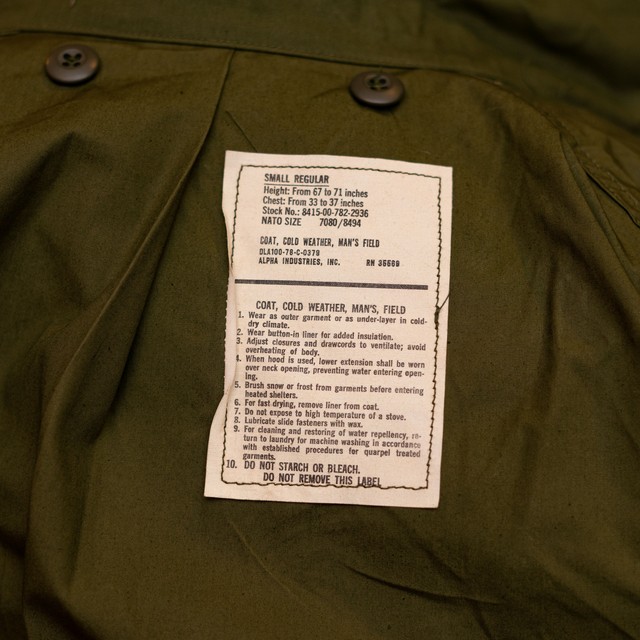 SMALL REGULAR
Height: From 67 to 71 inches
Chest: From 33 to 37 inches
Stock No.: 8415-00-782-2936
NATO SIZE 7080/8494
COAT, COLD WEATHER, MAN'S FIELD
DLA100-78-C-0379
ALPHA INDUSTRIES, INC. RN 35669
COAT, COLD WEATHER, MAN'S, FIELD
1. Wear as outer garment or as under-layer in cold-
dry climate.
2. Wear button-in liner for added insulation.
3. Adjust closures and drawcords to ventilate; avoid
overheating of body.
4. When hood is used, lower extension shall be worn
over neck opening, preventing water entering open-
ing.
5. Brush snow or frost from garments before entering
heated shelters.
6. For fast drying, remove liner from coat.
7. Do not expose to high temperature of a stove.
8. Lubricate slide fasteners with wax.
9. For cleaning and restoring of water repellency, re-
turn to laundry for machine washing in accordance
with established procedures for quarpel treated
garments.
10. DO NOT STARCH OR BLEACH.
DO NOT REMOVE THIS LABEL